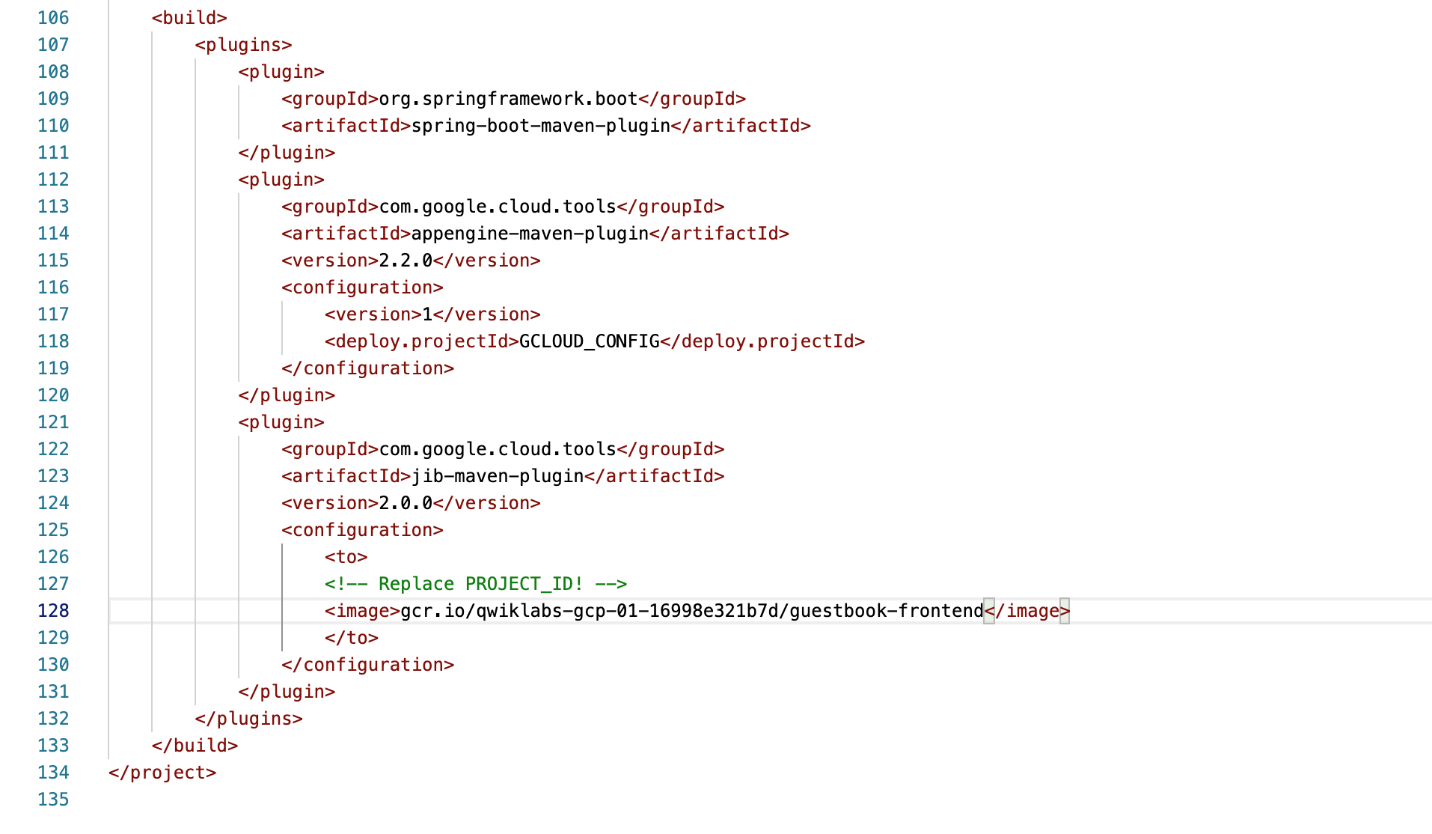 106 <build>
107 <plugins>
108 <plugin>
109 <groupId>org.springframework.boot</groupId>
110 <artifactId>spring-boot-maven-plugin</artifactId>
111 </plugin>
112 <plugin>
113 <groupId>com.google.cloud.tools</groupId>
114 <artifactId>appengine-maven-plugin</artifactId>
115 <version>2.2.0</version>
116 <configuration>
117 <version>1</version>
118 <deploy.projectId>GCLOUD_CONFIG</deploy.projectId>
119 </configuration>
120 </plugin>
121 <plugin>
122 <groupId>com.google.cloud.tools</groupId>
123 <artifactId>jib-maven-plugin</artifactId>
124 <version>2.0.0</version>
125 <configuration>
126 <to>
127 <!-- Replace PROJECT_ID! -->
128 <image>gcr.io/qwiklabs-gcp-01-16998e321b7d/guestbook-frontend</image>
129 </to>
130 </configuration>
131 </plugin>
132 </plugins>
133 </build>
134 </project>
135